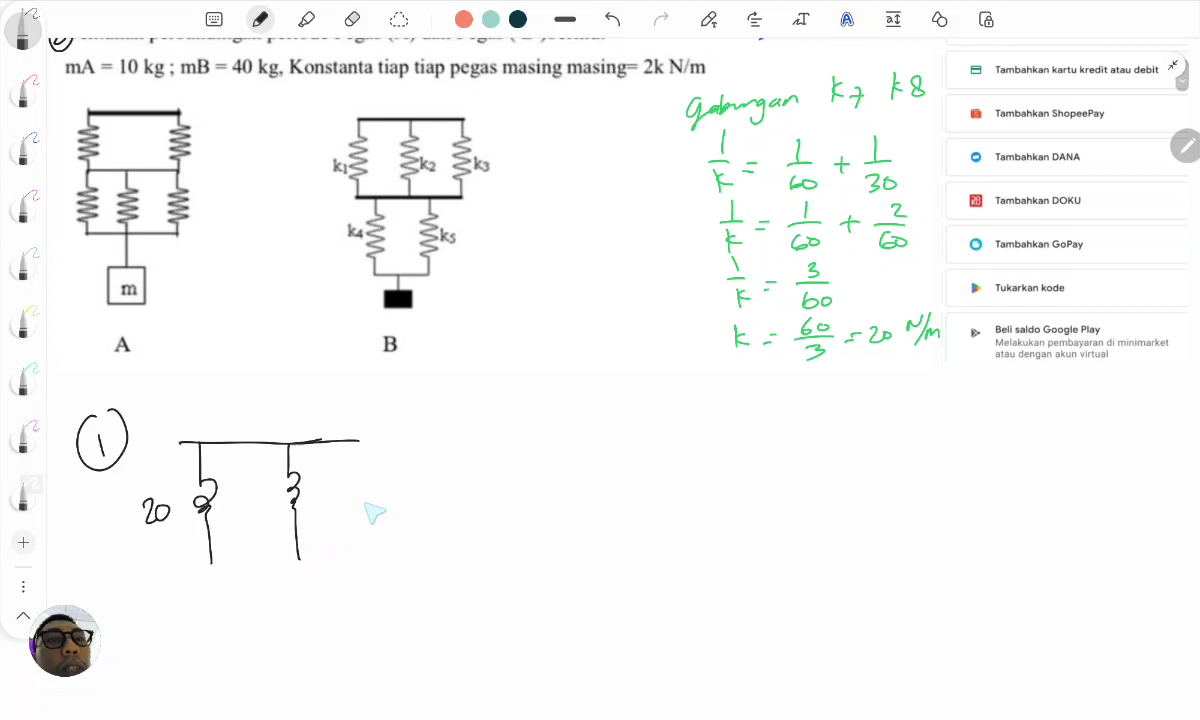 mA = 10 kg ; mB = 40 kg, Konstanta tiap tiap pegas masing masing= 2k N/m
m
A
k1
k2
k3
k4
k5
B
Gabungan k7 k8
1/k = 1/60 + 1/30
1/k = 1/60 + 2/60
1/k = 3/60
k = 60/3 = 20 N/m
Tambahkan kartu kredit atau debit
Tambahkan ShopeePay
Tambahkan DANA
Tambahkan DOKU
Tambahkan GoPay
Tukarkan kode
Beli saldo Google Play
Melakukan pembayaran di minimarket
atau dengan akun virtual
1
20